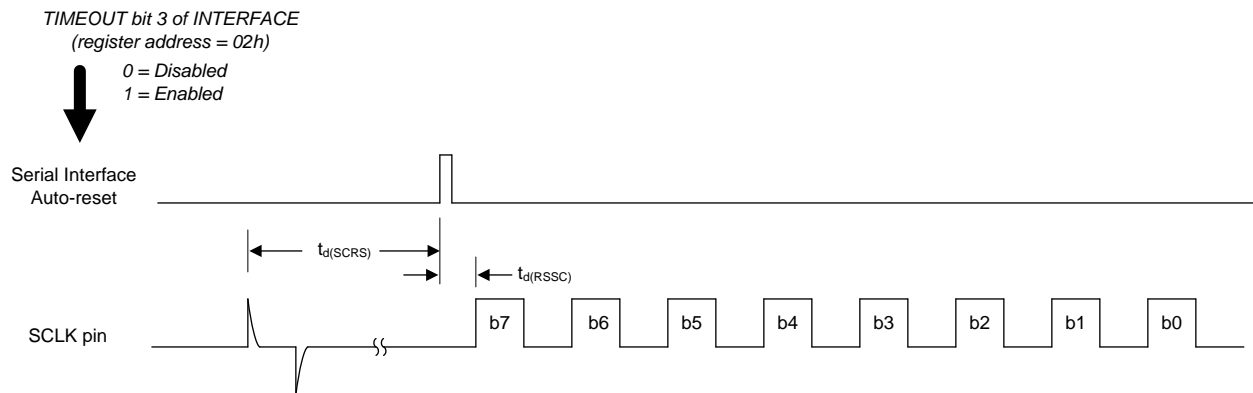 TIMEOUT bit 3 of INTERFACE
(register address = 02h)
0 = Disabled
1 = Enabled
Serial Interface
Auto-reset
td(SCRS)
td(RSSC)
SCLK pin
b7 b6 b5 b4 b3 b2 b1 b0